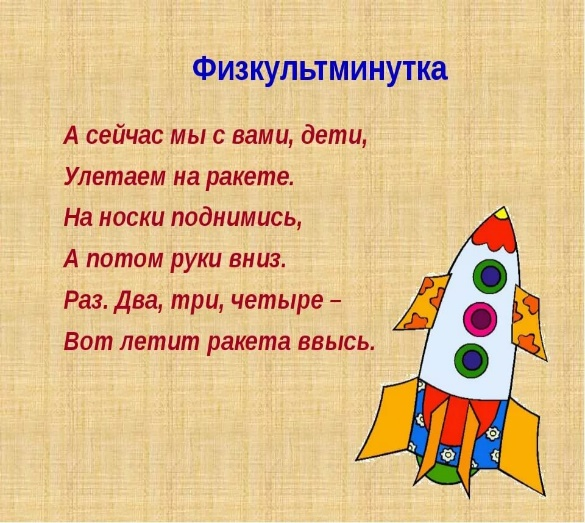 Физкультминутка
А сейчас мы с вами, дети,
Улетаем на ракете.
На носки поднимись,
А потом руки вниз.
Раз. Два, три, четыре –
Вот летит ракета ввысь.